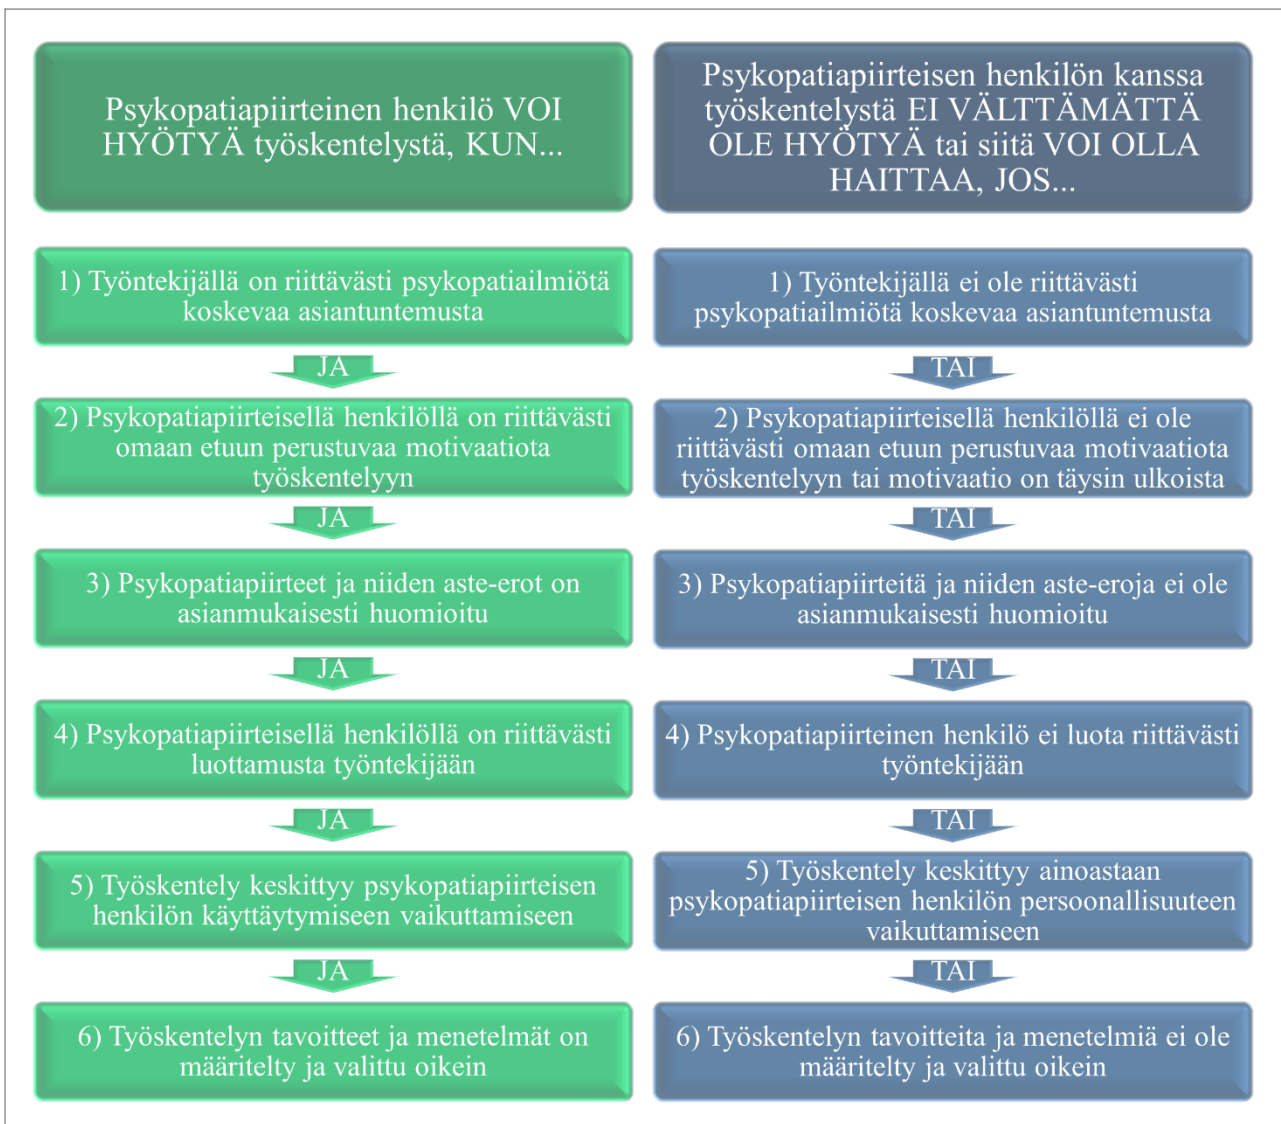 Psykopatiapiirteinen henkilö VOI
HYÖTYÄ työskentelystä, KUN...
1) Työntekijällä on riittävästi psykopatiailmiötä
koskevaa asiantuntemusta
JA
2) Psykopatiapiirteisellä henkilöllä on riittävästi
omaan etuun perustuvaa motivaatiota
työskentelyyn
JA
3) Psykopatiapiirteet ja niiden aste-erot on
asianmukaisesti huomioitu
JA
4) Psykopatiapiirteisellä henkilöllä on riittävästi
luottamusta työntekijään
JA
5) Työskentely keskittyy psykopatiapiirteisen
henkilön käyttäytymiseen vaikuttamiseen
JA
6) Työskentelyn tavoitteet ja menetelmät on
määritelty ja valittu oikein
Psykopatiapiirteisen henkilön kanssa
työskentelystä EI VÄLTTÄMÄTTÄ
OLE HYÖTYÄ tai siitä VOI OLLA
HAITTAA, JOS...
1) Työntekijällä ei ole riittävästi
psykopatiailmiötä koskevaa asiantuntemusta
TAI
2) Psykopatiapiirteisellä henkilöllä ei ole
riittävästi omaan etuun perustuvaa motivaatiota
työskentelyyn tai motivaatio on täysin ulkoista
TAI
3) Psykopatiapiirteitä ja niiden aste-eroja ei ole
asianmukaisesti huomioitu
TAI
4) Psykopatiapiirteinen henkilö ei luota riittävästi
työntekijään
TAI
5) Työskentely keskittyy ainoastaan
psykopatiapiirteisen henkilön persoonallisuuteen
vaikuttamiseen
TAI
6) Työskentelyn tavoitteita ja menetelmiä ei ole
määritelty ja valittu oikein